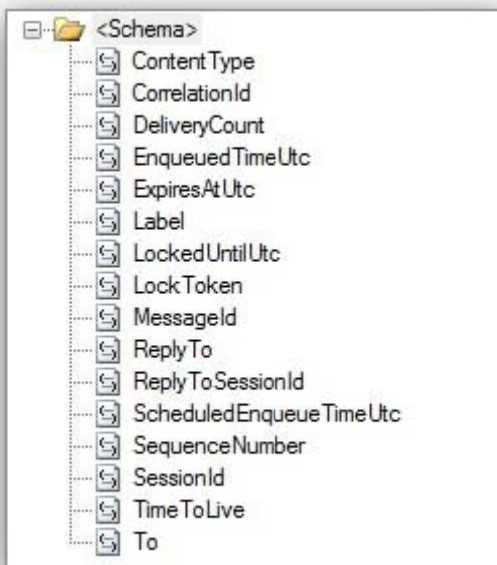 <Schema>
ContentType
CorrelationId
DeliveryCount
EnqueuedTimeUtc
ExpiresAtUtc
Label
LockedUntilUtc
LockToken
MessageId
ReplyTo
ReplyToSessionId
ScheduledEnqueueTimeUtc
SequenceNumber
SessionId
TimeToLive
To